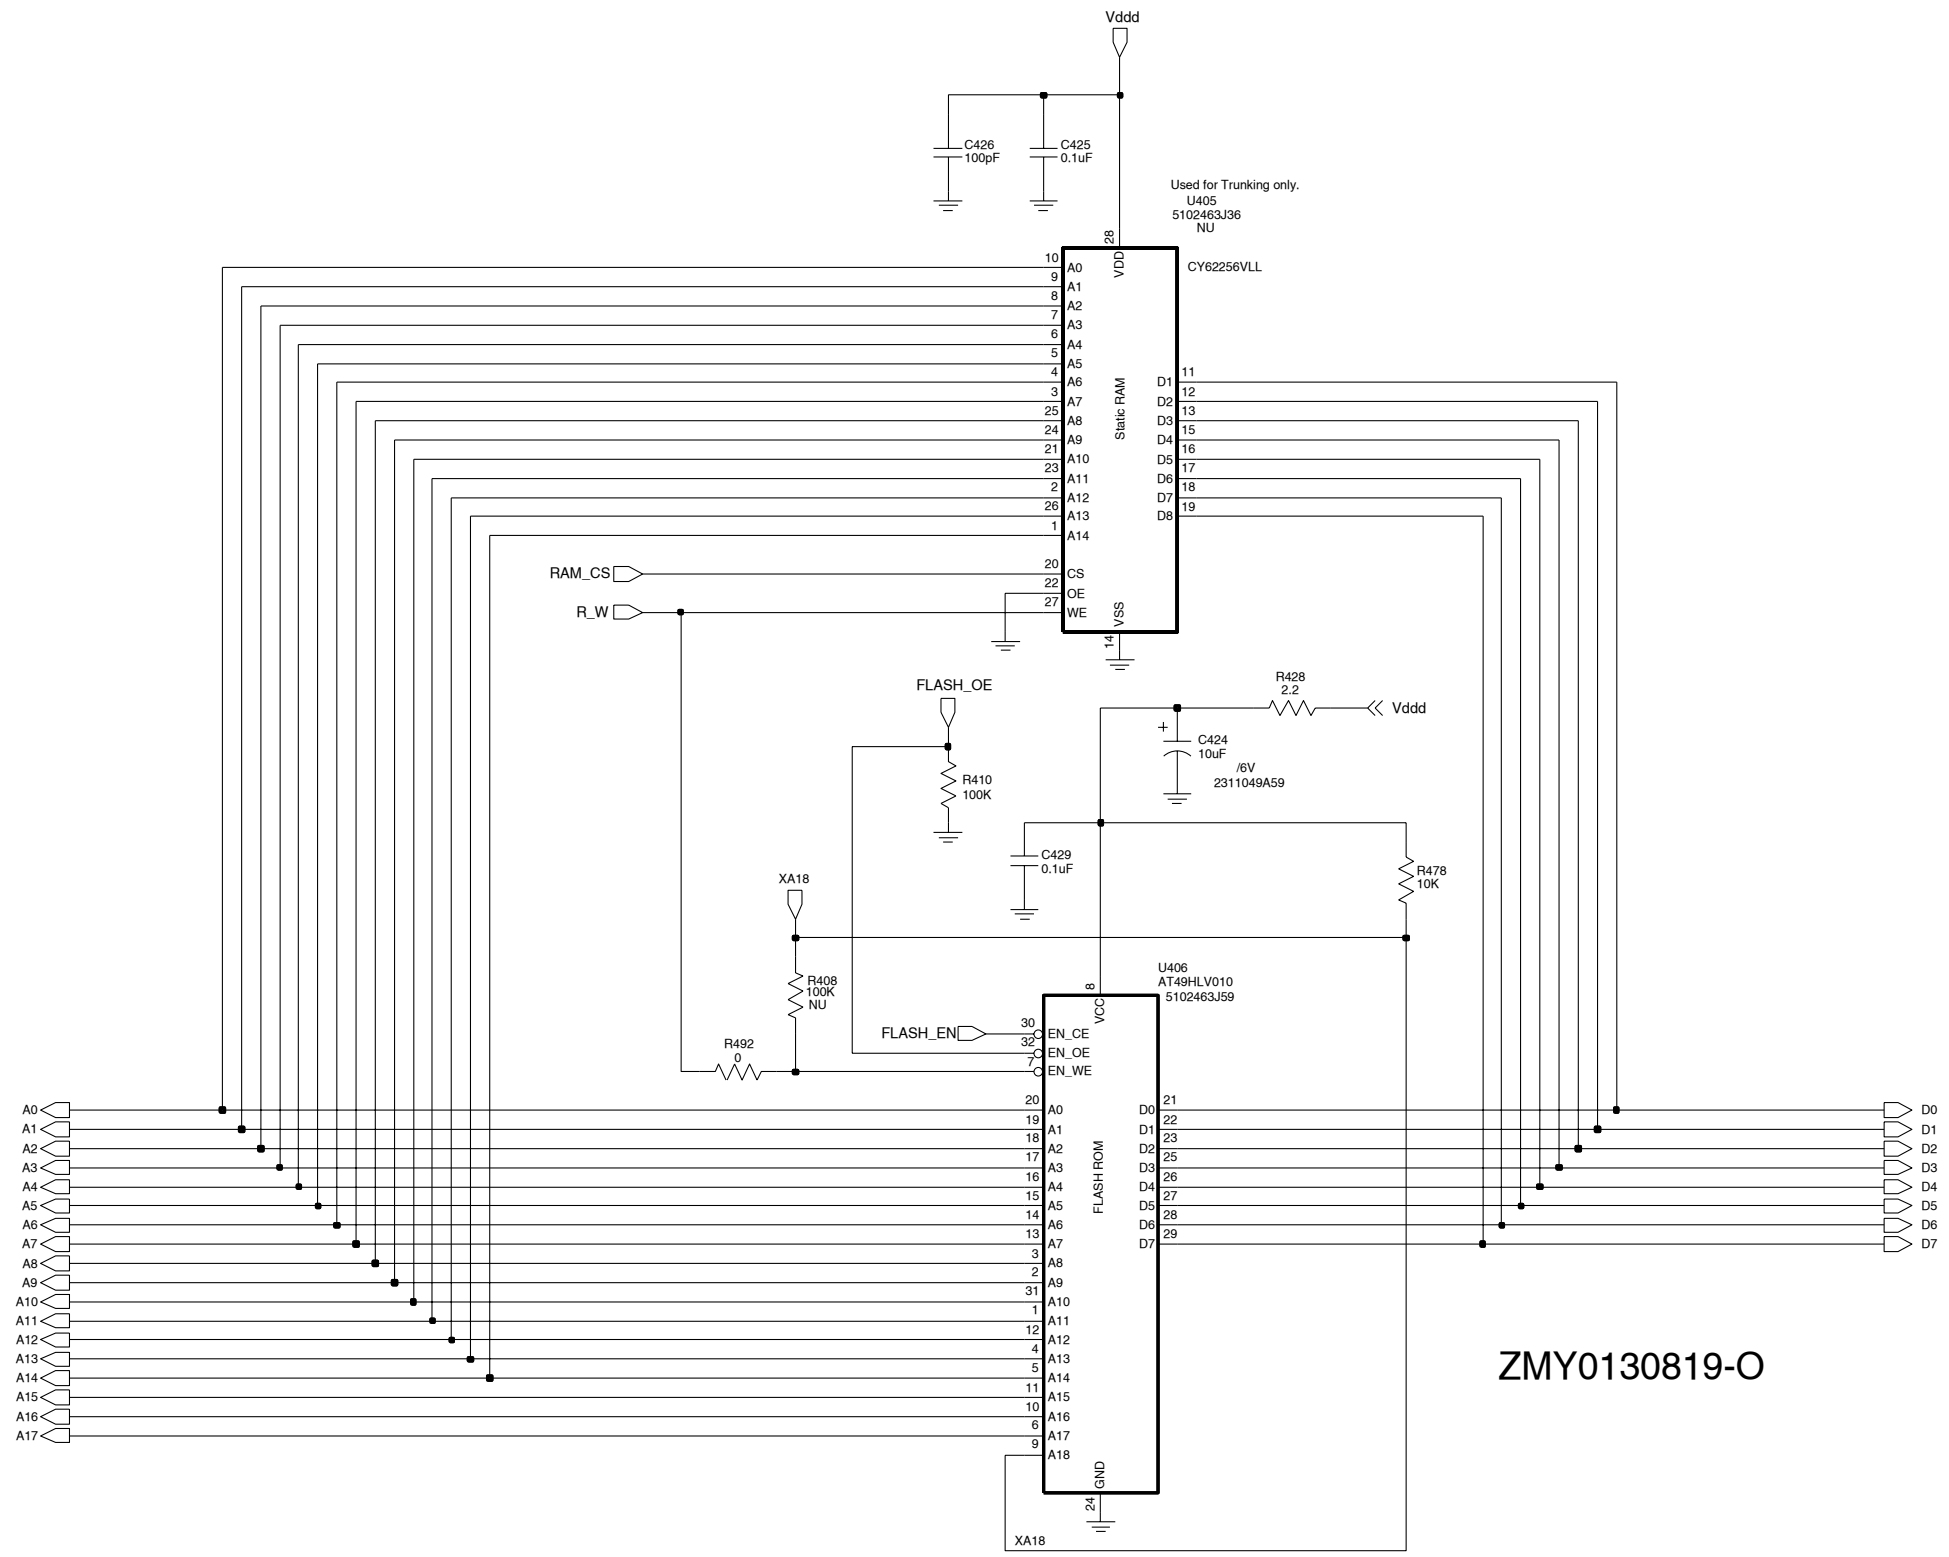 Vddd
C426
100pF
C425
0.1uF
Used for Trunking only.
U405
5102463J36
NU
CY62256VLL
28
VDD
10 A0
9 A1
8 A2
7 A3
6 A4
5 A5
4 A6
3 A7
25 A8
24 A9
21 A10
23 A11
2 A12
26 A13
1 A14
Static RAM
D1 11
D2 12
D3 13
D4 15
D5 16
D6 17
D7 18
D8 19
RAM_CS 20 CS
22 OE
R_W 27 WE
VSS
14
FLASH_OE
R410
100K
R428
2.2
Vddd
+
C424
10uF
/6V
2311049A59
C429
0.1uF
R478
10K
XA18
R408
100K
NU
R492
0
U406
AT49HLV010
5102463J59
8
VCC
FLASH_EN 30 EN_CE
32 EN_OE
7 EN_WE
A0 20 A0 D0 21 D0
A1 19 A1 D1 22 D1
A2 18 A2 D2 23 D2
A3 17 A3 D3 25 D3
A4 16 A4 D4 26 D4
A5 15 A5 D5 27 D5
A6 14 A6 D6 28 D6
A7 13 A7 D7 29 D7
FLASH ROM
A8 3 A8
A9 2 A9
A10 31 A10
A11 1 A11
A12 12 A12
A13 4 A13
A14 5 A14
A15 11 A15
A16 10 A16
A17 6 A17
9 A18
GND
24
XA18
ZMY0130819-O